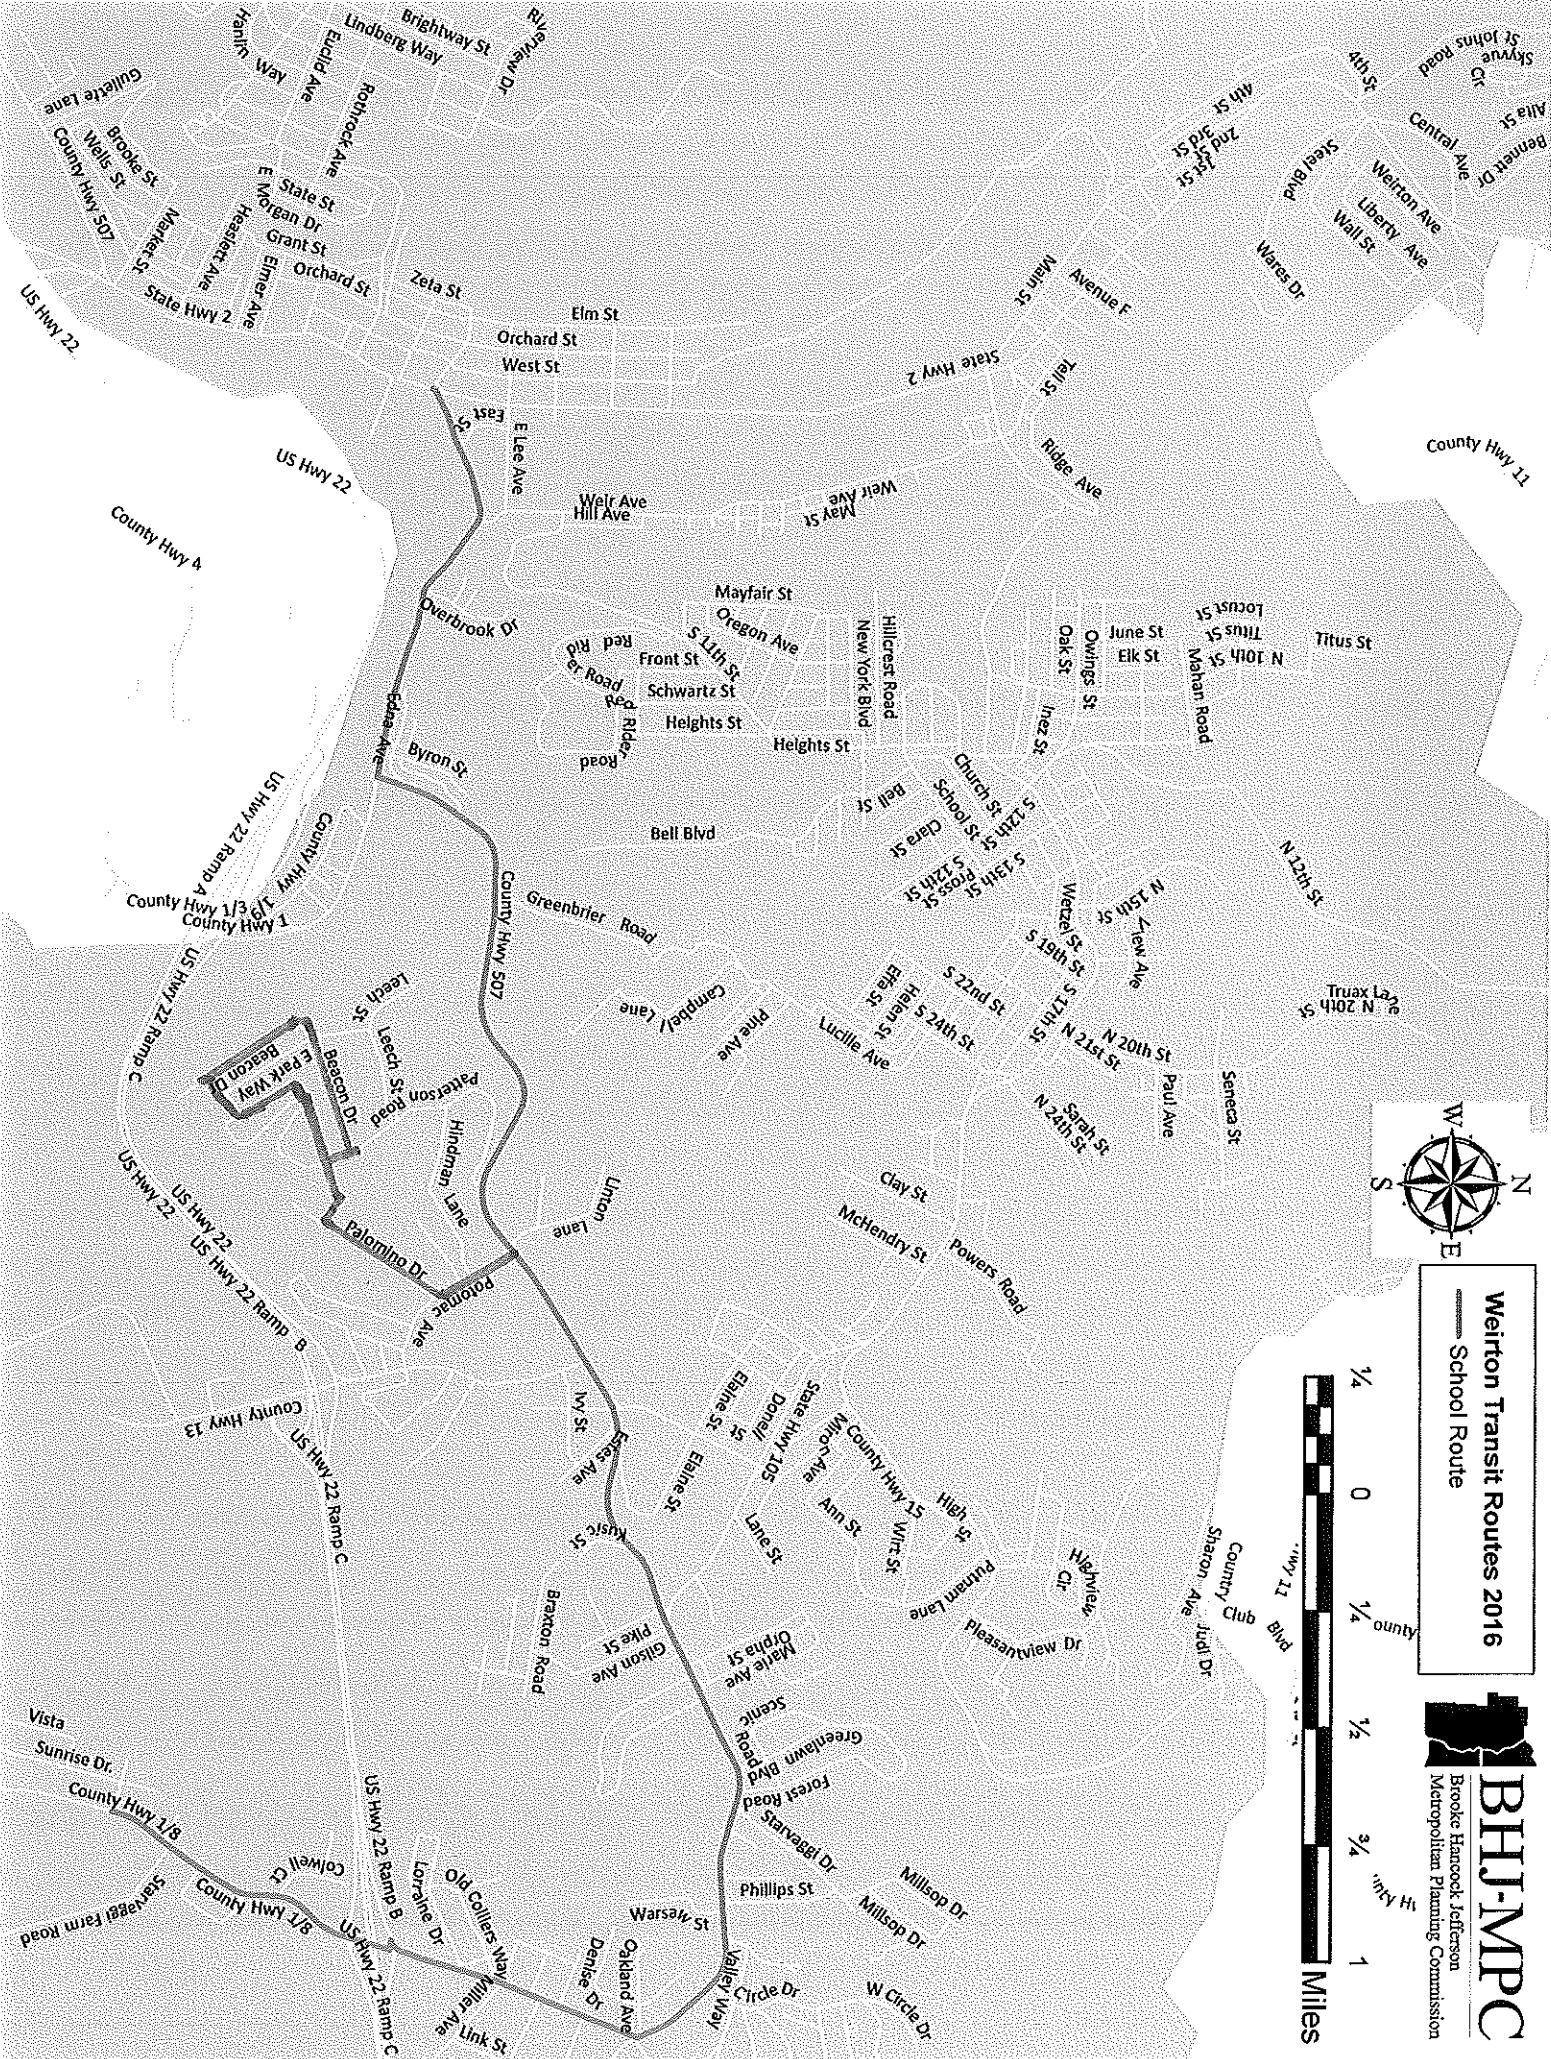 Weirton Transit Routes 2016
School Route
BHJ-MPC
Brooke Hancock Jefferson
Metropolitan Planning Commission
N
W
E
S
¼ 0 ¼ ½ ¾ 1
Miles
Riverview Dr
Brightway St
Lindberg Way
Hanlin Way
Euclid Ave
Rothrock Ave
Gullette Lane
Brooke St
Wells St
County Hwy 507
Market St
E Morgan Dr
State St
Grant St
Heaslett Ave
Elmer Ave
Orchard St
State Hwy 2
US Hwy 22
Zeta St
Elm St
Orchard St
West St
East St
E Lee Ave
US Hwy 22
County Hwy 4
Weir Ave
Hill Ave
Weir Ave
May St
State Hwy 2
Main St
Avenue F
Tell St
Ridge Ave
4th St
4th St
3rd St
2nd St
1st St
St Johns Road
Skyvue Cir
Alta St
Bennett Dr
Central Ave
Steel Blvd
Weirton Ave
Liberty Ave
Wall St
Wares Dr
County Hwy 11
Overbrook Dr
Mayfair St
Oregon Ave
S 11th St
Front St
Schwartz St
Heights St
Heights St
Red Rider Road
Red Rider Road
New York Blvd
Hillcrest Road
Oak St
Owings St
June St
Elk St
Mahan Road
Locust St
Titus St
N 10th St
Titus St
Inez St
Edna Ave
Byron St
Bell Blvd
Bell St
Church St
School St
S 12th St
S 13th St
Clara St
S 12th St
N 12th St
N 15th St
Wetzel St
S 19th St
S 17th St
US Hwy 22 Ramp A
County Hwy 1/9
County Hwy 1/3
County Hwy 1
US Hwy 22 Ramp C
County Hwy 507
Greenbrier Road
Campbell Lane
Pine Ave
Effa St
Helen St
Lucille Ave
S 22nd St
S 24th St
N 20th St
N 21st St
Truax Lane
N 20th St
Paul Ave
Seneca St
Sarah St
N 24th St
Leech St
Leech St
Patterson Road
Beacon Dr
Beacon Dr
E Park Way
Hindman Lane
Palomino Dr
Potomac Ave
Linton Lane
Clay St
McHendry St
Powers Road
US Hwy 22
US Hwy 22
US Hwy 22 Ramp B
County Hwy 13
US Hwy 22 Ramp C
Ivy St
Estes Ave
Kusic St
Elaine St
Elaine St
Donell St
State Hwy 105
County Hwy 15
Ann St
Wirt St
High St
Lane St
Putnam Lane
Highview Cir
Pleasantview Dr
Sharon Ave
Country Club Blvd
Judi Dr
Braxton Road
Pike St
Gilson Ave
Orpha St
Marie Ave
Scenic Road
Greenlawn Blvd
Forest Road
Starvaggi Dr
Phillips St
Millsop Dr
Millsop Dr
Warsaw St
Valley Way
Circle Dr
W Circle Dr
Oakland Ave
Denise Dr
Old Colliers Way
Lorraine Dr
Miller Ave
Link St
US Hwy 22 Ramp B
US Hwy 22 Ramp C
Colwell Ct
County Hwy 1/8
County Hwy 1/8
Starvaggi Farm Road
Sunrise Dr.
Vista